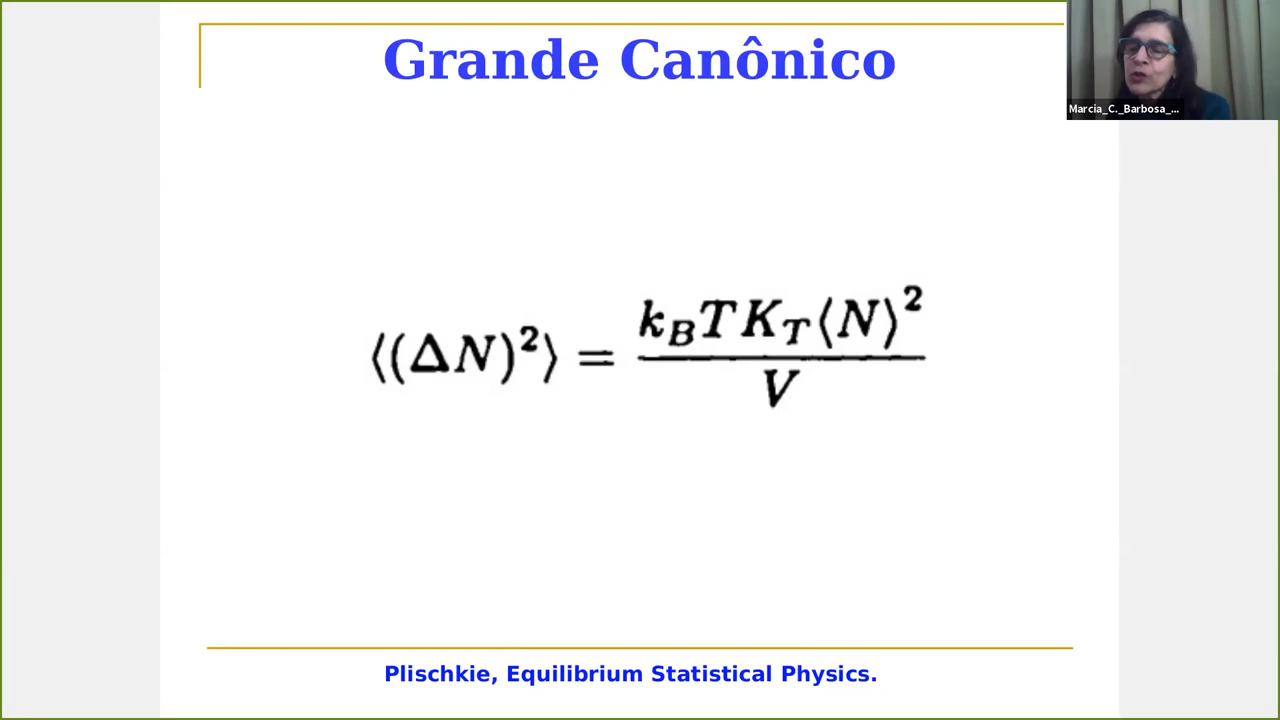 Grande Canônico
Marcia_C._Barbosa_...
⟨(ΔN)²⟩ = k_B T K_T ⟨N⟩² / V
Plischkie, Equilibrium Statistical Physics.